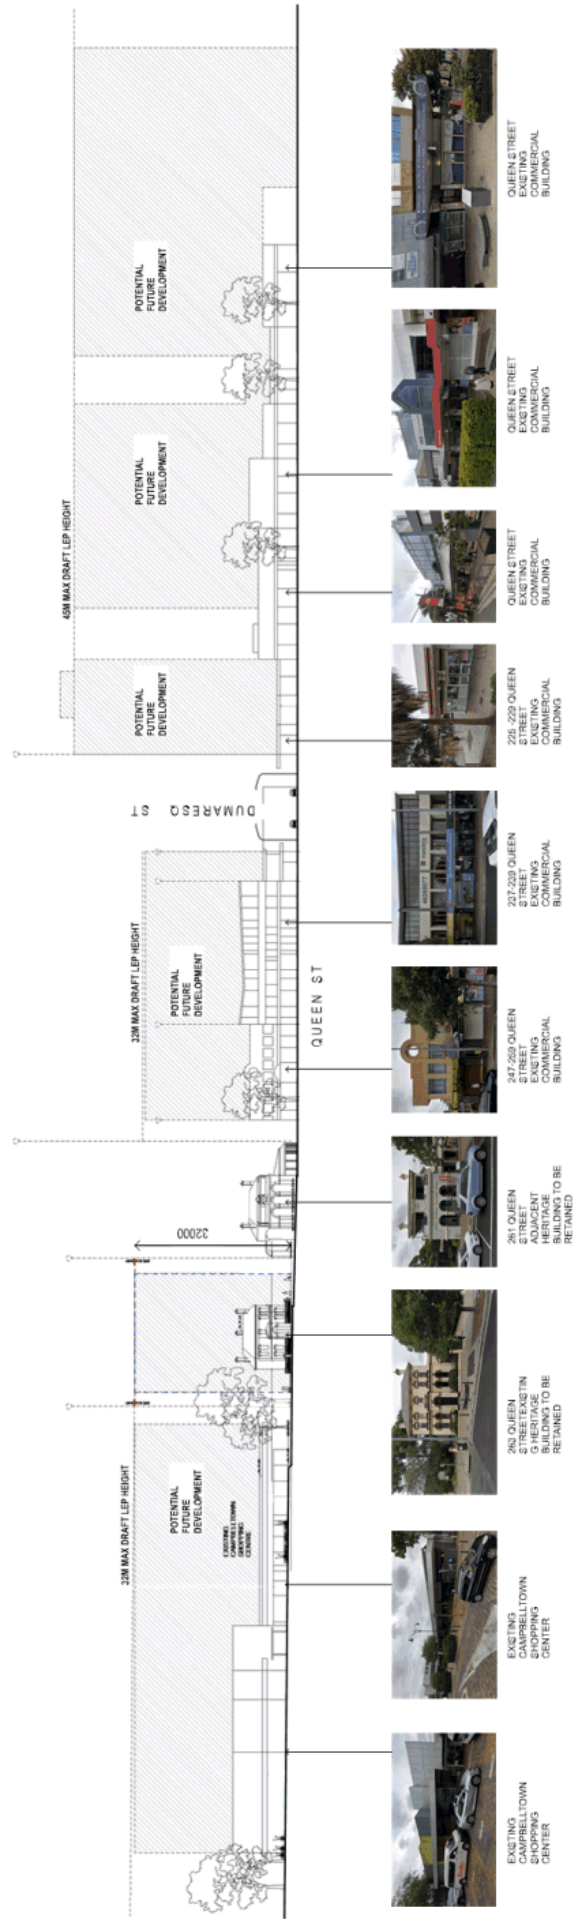 45M MAX DRAFT LEP HEIGHT
32M MAX DRAFT LEP HEIGHT
32M MAX DRAFT LEP HEIGHT
POTENTIAL
FUTURE
DEVELOPMENT
EXISTING
CAMPBELLTOWN
SHOPPING
CENTRE
32000
POTENTIAL
FUTURE
DEVELOPMENT
DUMARESQ ST
POTENTIAL
FUTURE
DEVELOPMENT
POTENTIAL
FUTURE
DEVELOPMENT
POTENTIAL
FUTURE
DEVELOPMENT
QUEEN ST
EXISTING
CAMPBELLTOWN
SHOPPING
CENTER
EXISTING
CAMPBELLTOWN
SHOPPING
CENTER
263 QUEEN
STREETEXISTIN
G HERITAGE
BUILDING TO BE
RETAINED
261 QUEEN
STREET
ADJACENT
HERITAGE
BUILDING TO BE
RETAINED
247-259 QUEEN
STREET
EXISTING
COMMERCIAL
BUILDING
237-239 QUEEN
STREET
EXISTING
COMMERCIAL
BUILDING
225 -229 QUEEN
STREET
EXISTING
COMMERCIAL
BUILDING
QUEEN STREET
EXISTING
COMMERCIAL
BUILDING
QUEEN STREET
EXISTING
COMMERCIAL
BUILDING
QUEEN STREET
EXISTING
COMMERCIAL
BUILDING